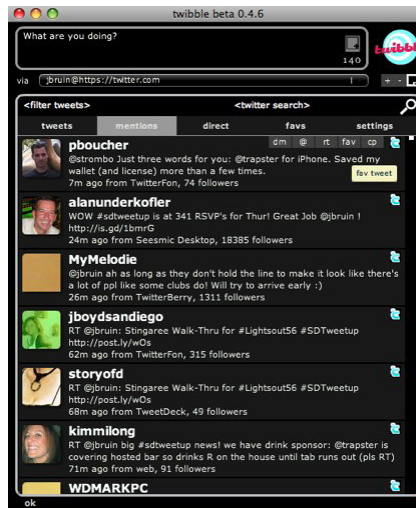 twibble beta 0.4.6
What are you doing?
140
twibble
via jbruin@https://twitter.com
+ -
<filter tweets> <twitter search>
tweets mentions direct favs settings
pboucher dm @ rt fav cp
@strombo Just three words for you: @trapster for iPhone. Saved my
wallet (and license) more than a few times.
fav tweet
7m ago from TwitterFon, 74 followers
alanunderkofler
WOW #sdtweetup is at 341 RSVP's for Thur! Great Job @jbruin !
http://is.gd/1bmrG
24m ago from Seesmic Desktop, 18385 followers
MyMelodie
@jbruin ah as long as they don't hold the line to make it look like there's
a lot of ppl like some clubs do! Will try to arrive early :)
26m ago from TwitterBerry, 1311 followers
jboydsandiego
RT @jbruin: Stingaree Walk-Thru for #Lightsout56 #SDTweetup
http://post.ly/wOs
62m ago from TwitterFon, 315 followers
storyofd
RT @jbruin: Stingaree Walk-Thru for #Lightsout56 #SDTweetup
http://post.ly/wOs
68m ago from TweetDeck, 49 followers
kimmilong
RT @jbruin big #sdtweetup news! we have drink sponsor: @trapster is
covering hosted bar so drinks R on the house until tab runs out (pls RT)
71m ago from web, 91 followers
WDMARKPC
ok